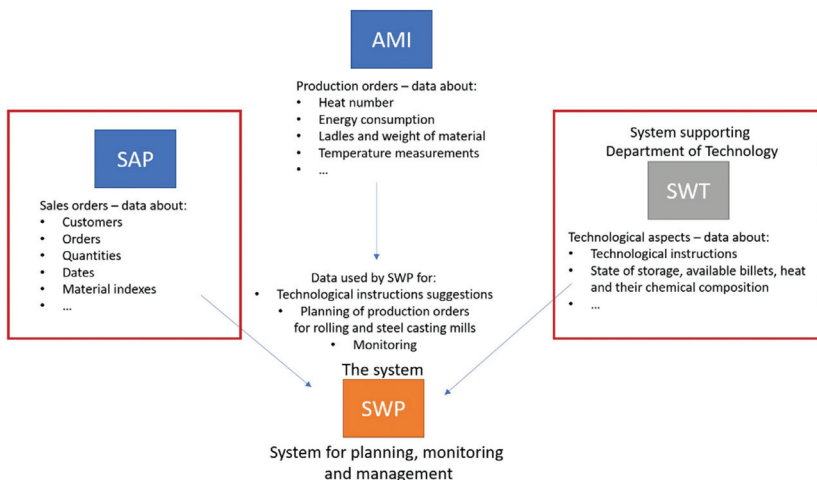 AMI
Production orders – data about:
• Heat number
• Energy consumption
• Ladles and weight of material
• Temperature measurements
• ...
SAP
Sales orders – data about:
• Customers
• Orders
• Quantities
• Dates
• Material indexes
• ...
System supporting
Department of Technology
SWT
Technological aspects – data about:
• Technological instructions
• State of storage, available billets, heat
and their chemical composition
• ...
Data used by SWP for:
• Technological instructions suggestions
• Planning of production orders
for rolling and steel casting mills
• Monitoring
The system
SWP
System for planning, monitoring
and management